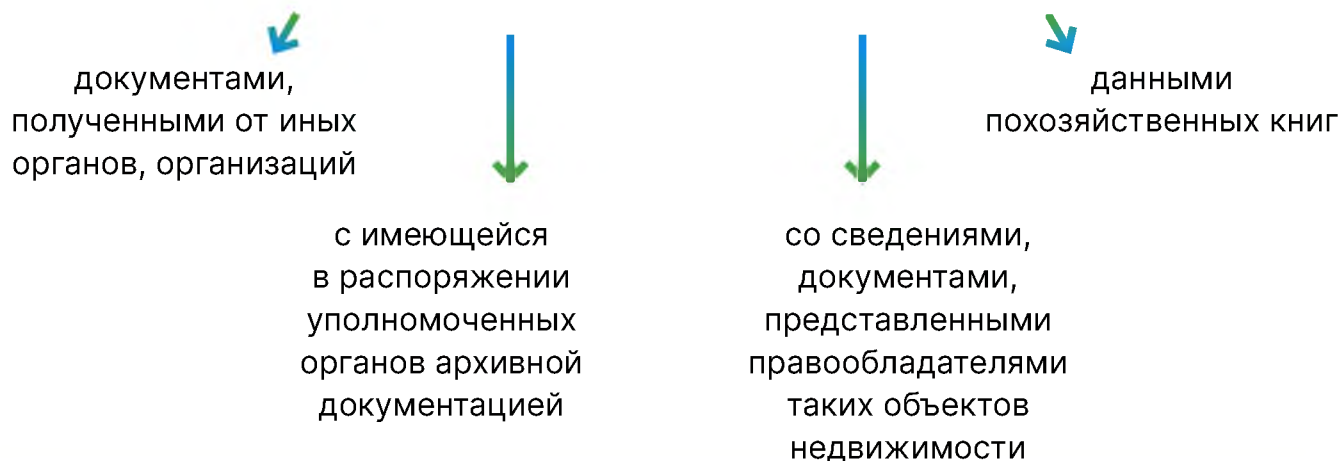 документами,
полученными от иных
органов, организаций
с имеющейся
в распоряжении
уполномоченных
органов архивной
документацией
со сведениями,
документами,
представленными
правообладателями
таких объектов
недвижимости
данными
похозяйственных книг